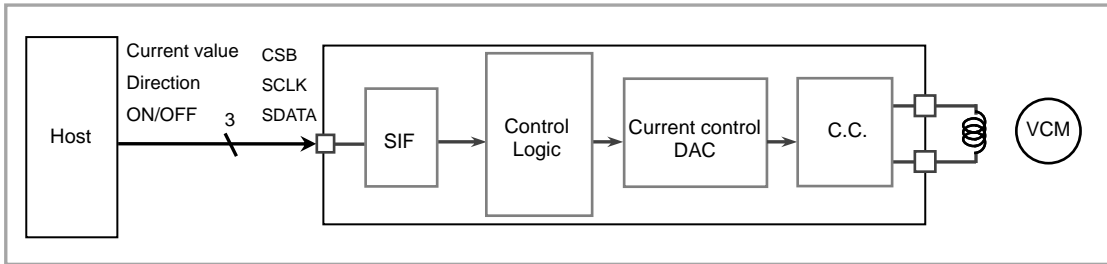 Host
Current value
Direction
ON/OFF
3
CSB
SCLK
SDATA
SIF
Control
Logic
Current control
DAC
C.C.
VCM